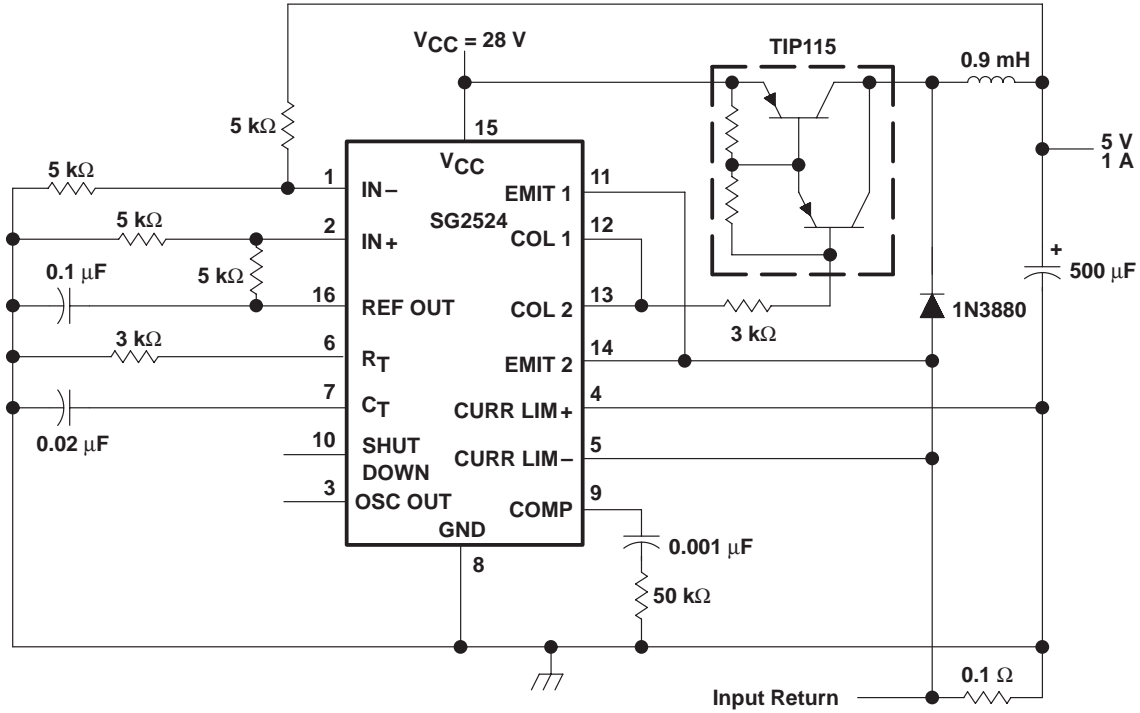 V_CC = 28 V
TIP115
0.9 mH
5 kΩ
15
V_CC
5 V
1 A
5 kΩ
1
IN−
EMIT 1
11
SG2524
5 kΩ
2
IN+
COL 1
12
0.1 μF
5 kΩ
16
REF OUT
COL 2
13
3 kΩ
+
500 μF
1N3880
3 kΩ
6
R_T
EMIT 2
14
7
C_T
CURR LIM+
4
0.02 μF
10
SHUT
DOWN
CURR LIM−
5
3
OSC OUT
COMP
9
GND
8
0.001 μF
50 kΩ
0.1 Ω
Input Return